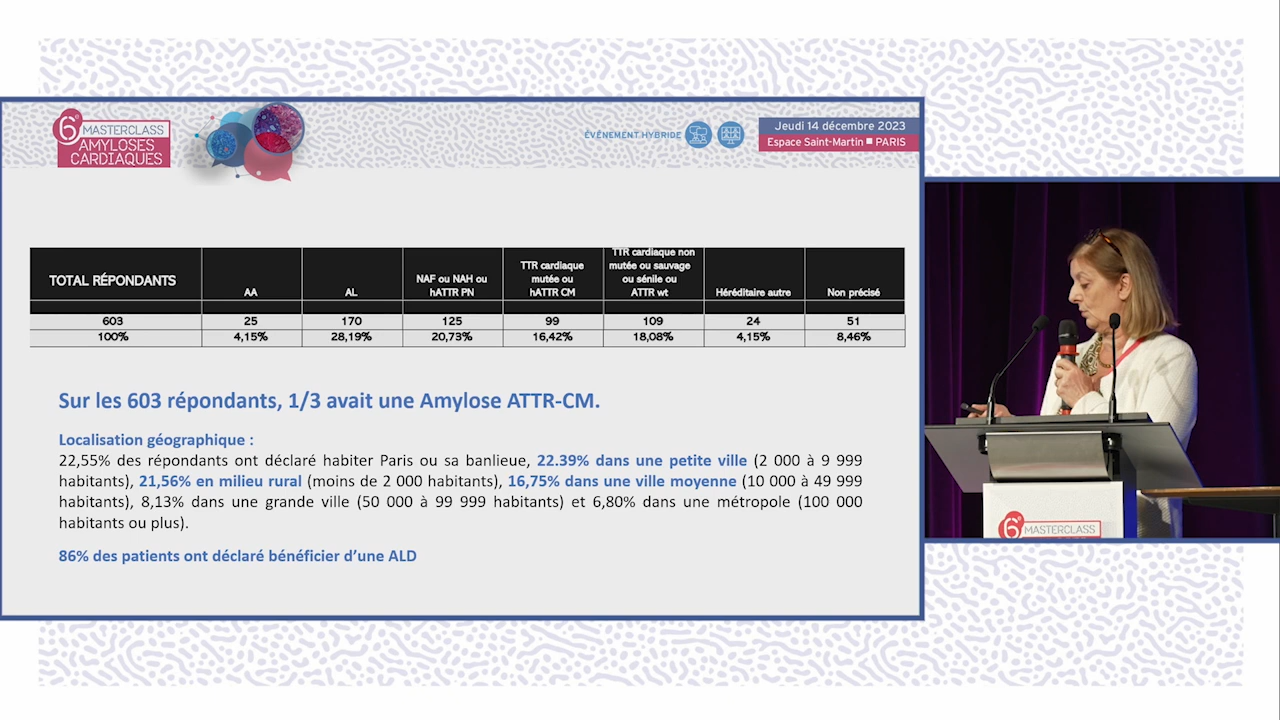 6e MASTERCLASS
AMYLOSES
CARDIAQUES
ÉVÉNEMENT HYBRIDE
Jeudi 14 décembre 2023
Espace Saint-Martin ■ PARIS
TOTAL RÉPONDANTS
AA
AL
NAF ou NAH ou
hATTR PN
TTR cardiaque
mutée ou
hATTR CM
TTR cardiaque non
mutée ou sauvage
ou sénile ou
ATTR wt
Héréditaire autre
Non précisé
603 25 170 125 99 109 24 51
100% 4,15% 28,19% 20,73% 16,42% 18,08% 4,15% 8,46%
Sur les 603 répondants, 1/3 avait une Amylose ATTR-CM.
Localisation géographique :
22,55% des répondants ont déclaré habiter Paris ou sa banlieue, 22.39% dans une petite ville (2 000 à 9 999
habitants), 21,56% en milieu rural (moins de 2 000 habitants), 16,75% dans une ville moyenne (10 000 à 49 999
habitants), 8,13% dans une grande ville (50 000 à 99 999 habitants) et 6,80% dans une métropole (100 000
habitants ou plus).
86% des patients ont déclaré bénéficier d'une ALD
6e MASTERCLASS